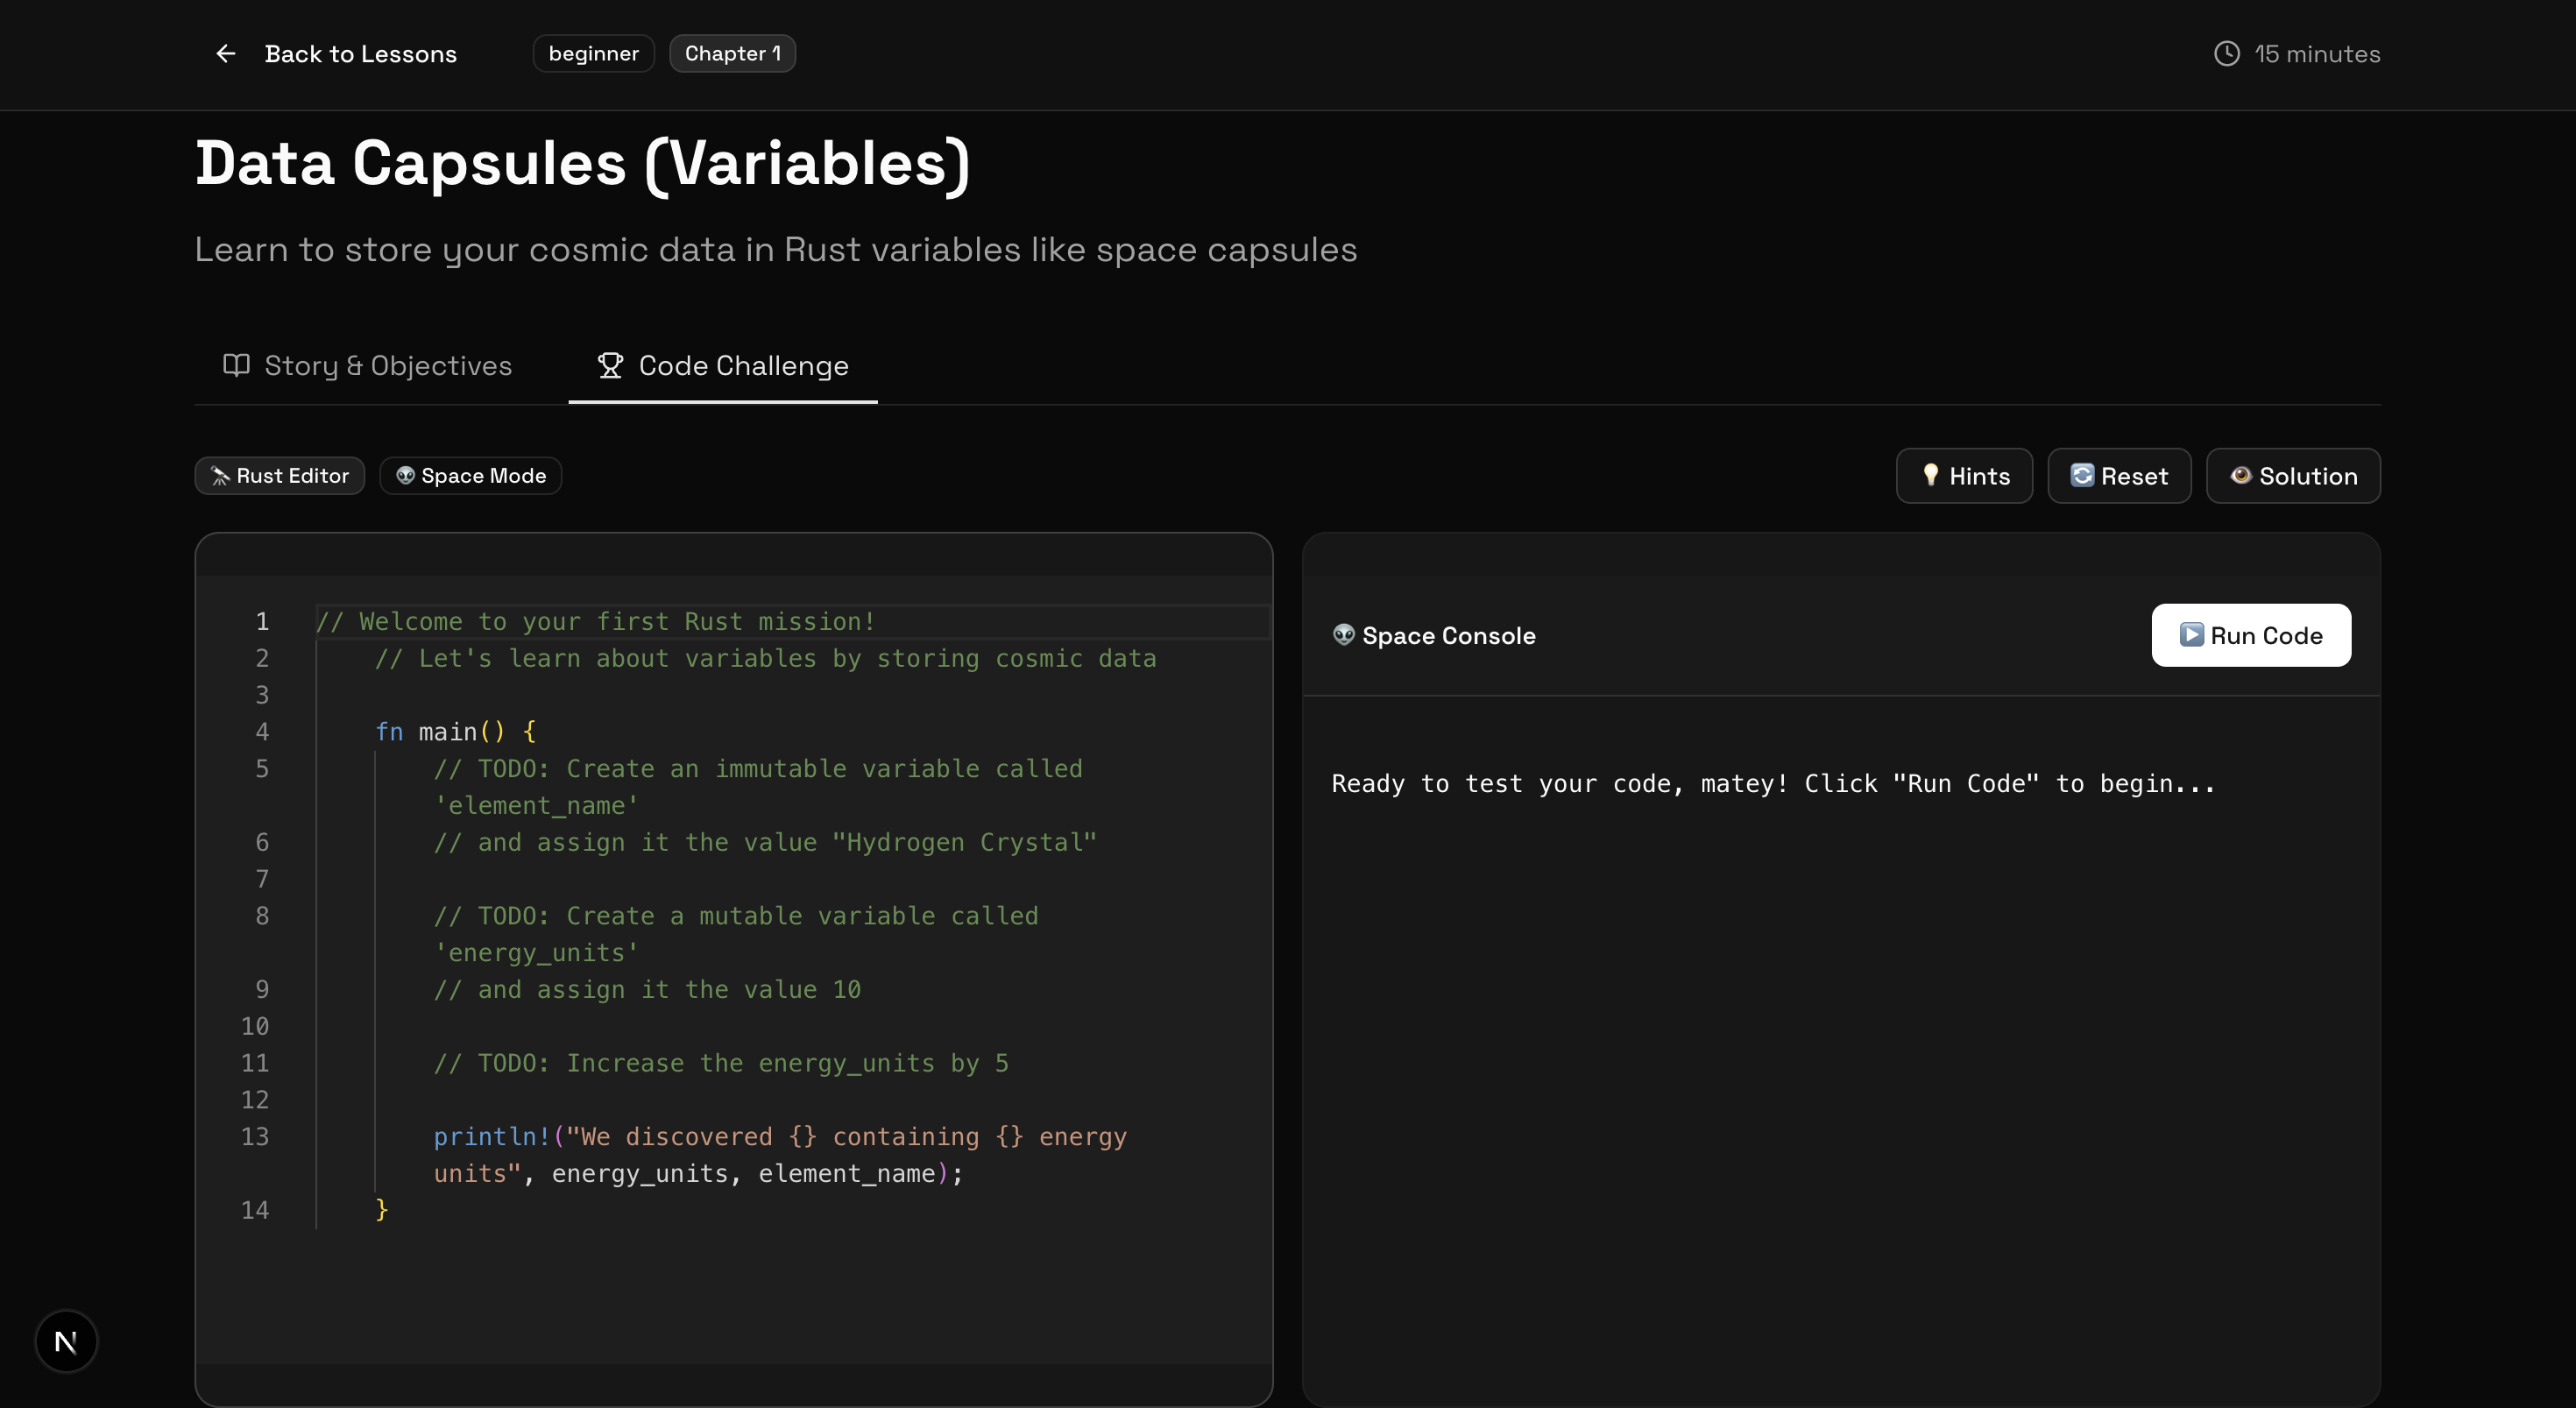 Back to Lessons
beginner
Chapter 1
15 minutes
Data Capsules (Variables)
Learn to store your cosmic data in Rust variables like space capsules
Story & Objectives
Code Challenge
Rust Editor
Space Mode
Hints
Reset
Solution
1 // Welcome to your first Rust mission!
2 // Let's learn about variables by storing cosmic data
3
4 fn main() {
5 // TODO: Create an immutable variable called
'element_name'
6 // and assign it the value "Hydrogen Crystal"
7
8 // TODO: Create a mutable variable called
'energy_units'
9 // and assign it the value 10
10
11 // TODO: Increase the energy_units by 5
12
13 println!("We discovered {} containing {} energy
units", energy_units, element_name);
14 }
Space Console
Run Code
Ready to test your code, matey! Click "Run Code" to begin...
N